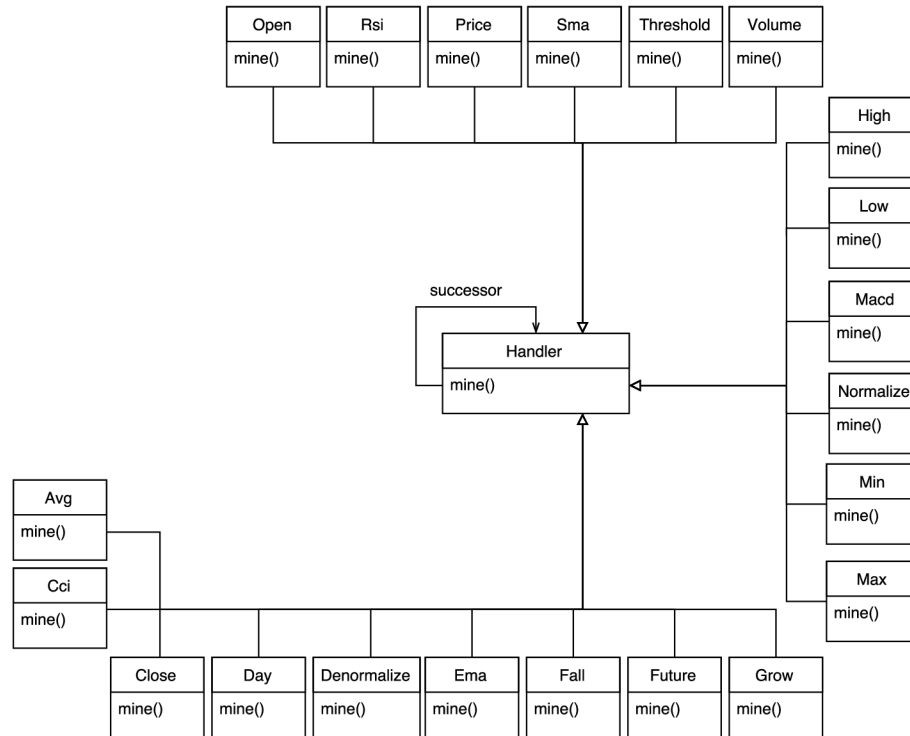 Open
mine()
Rsi
mine()
Price
mine()
Sma
mine()
Threshold
mine()
Volume
mine()
High
mine()
Low
mine()
Macd
mine()
Normalize
mine()
Min
mine()
Max
mine()
successor
Handler
mine()
Avg
mine()
Cci
mine()
Close
mine()
Day
mine()
Denormalize
mine()
Ema
mine()
Fall
mine()
Future
mine()
Grow
mine()